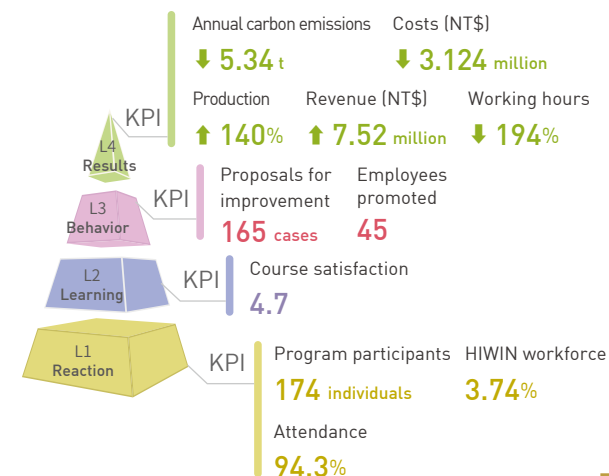 Annual carbon emissions Costs (NT$)
⬇ 5.34 t ⬇ 3.124 million
Production Revenue (NT$) Working hours
⬆ 140% ⬆ 7.52 million ⬇ 194%
KPI
L4
Results
Proposals for improvement
165 cases
Employees promoted
45
KPI
L3
Behavior
Course satisfaction
4.7
KPI
L2
Learning
Program participants HIWIN workforce
174 individuals 3.74%
Attendance
94.3%
KPI
L1
Reaction